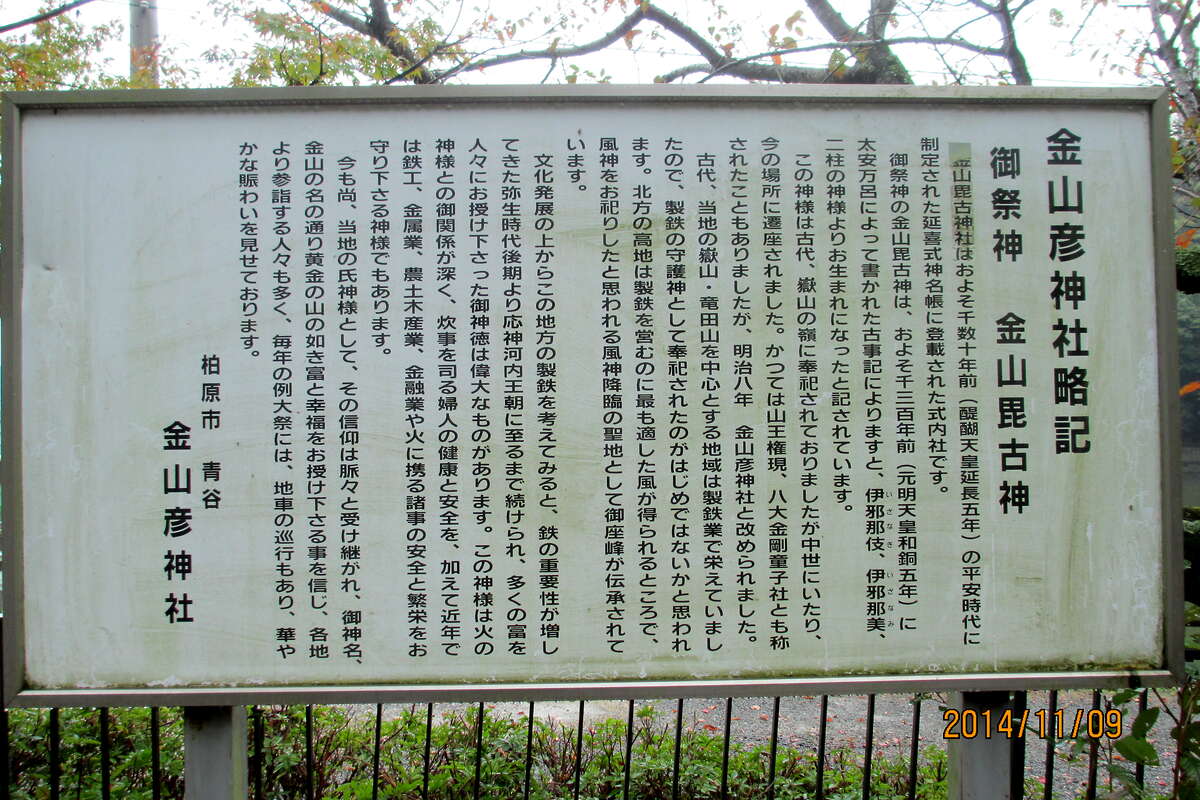 金山彦神社略記
御祭神　金山毘古神
金山毘古神社はおよそ千数十年前（醍醐天皇延長五年）の平安時代に
制定された延喜式神名帳に登載された式内社です。
御祭神の金山毘古神は、およそ千三百年前（元明天皇和銅五年）に
太安万呂によって書かれた古事記によりますと、伊邪那伎、伊邪那美、
いざなぎ　いざなみ
二柱の神様よりお生まれになったと記されています。
この神様は古代、嶽山の嶺に奉祀されておりましたが中世にいたり、
今の場所に遷座されました。かつては山王権現、八大金剛童子社とも称
されたこともありましたが、明治八年　金山彦神社と改められました。
古代、当地の嶽山・竜田山を中心とする地域は製鉄業で栄えていまし
たので、製鉄の守護神として奉祀されたのがはじめではないかと思われ
ます。北方の高地は製鉄を営むのに最も適した風が得られるところで、
風神をお祀りしたと思われる風神降臨の聖地として御座峰が伝承されて
います。
文化発展の上からこの地方の製鉄を考えてみると、鉄の重要性が増し
てきた弥生時代後期より応神河内王朝に至るまで続けられ、多くの富を
人々にお授け下さった御神徳は偉大なものがあります。この神様は火の
神様との御関係が深く、炊事を司る婦人の健康と安全を、加えて近年で
は鉄工、金属業、農土木産業、金融業や火に携る諸事の安全と繁栄をお
守り下さる神様でもあります。
今も尚、当地の氏神様として、その信仰は脈々と受け継がれ、御神名、
金山の名の通り黄金の山の如き富と幸福をお授け下さる事を信じ、各地
より参詣する人々も多く、毎年の例大祭には、地車の巡行もあり、華や
かな賑わいを見せております。
柏原市　青谷
金山彦神社
2014/11/09